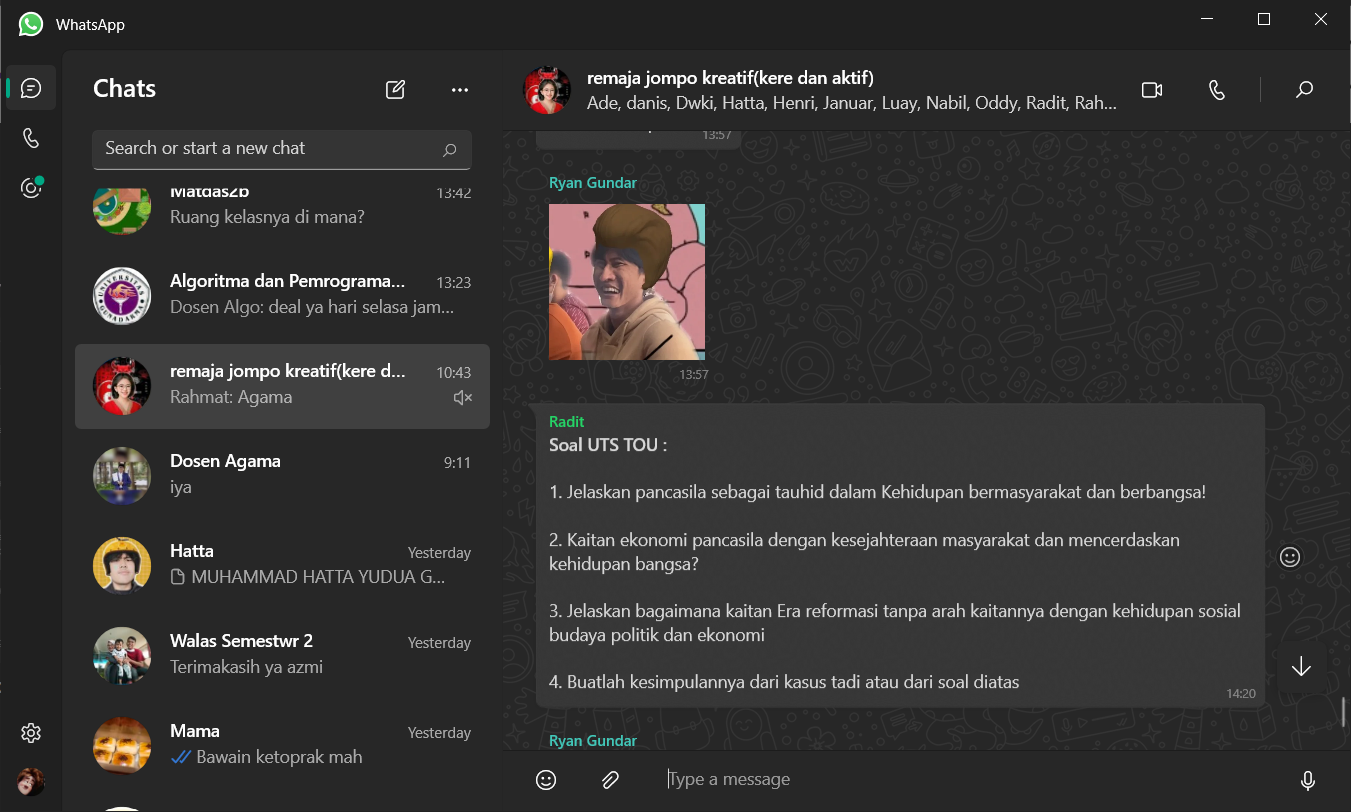 WhatsApp
Chats
Search or start a new chat
Matdas2b
13:42
Ruang kelasnya di mana?
Algoritma dan Pemrograma...
13:23
Dosen Algo: deal ya hari selasa jam...
remaja jompo kreatif(kere d...
10:43
Rahmat: Agama
Dosen Agama
9:11
iya
Hatta
Yesterday
MUHAMMAD HATTA YUDUA G...
Walas Semestwr 2
Yesterday
Terimakasih ya azmi
Mama
Yesterday
Bawain ketoprak mah
remaja jompo kreatif(kere dan aktif)
Ade, danis, Dwki, Hatta, Henri, Januar, Luay, Nabil, Oddy, Radit, Rah...
13:57
Ryan Gundar
13:57
Radit
Soal UTS TOU :
1. Jelaskan pancasila sebagai tauhid dalam Kehidupan bermasyarakat dan berbangsa!
2. Kaitan ekonomi pancasila dengan kesejahteraan masyarakat dan mencerdaskan
kehidupan bangsa?
3. Jelaskan bagaimana kaitan Era reformasi tanpa arah kaitannya dengan kehidupan sosial
budaya politik dan ekonomi
4. Buatlah kesimpulannya dari kasus tadi atau dari soal diatas
14:20
Ryan Gundar
Type a message